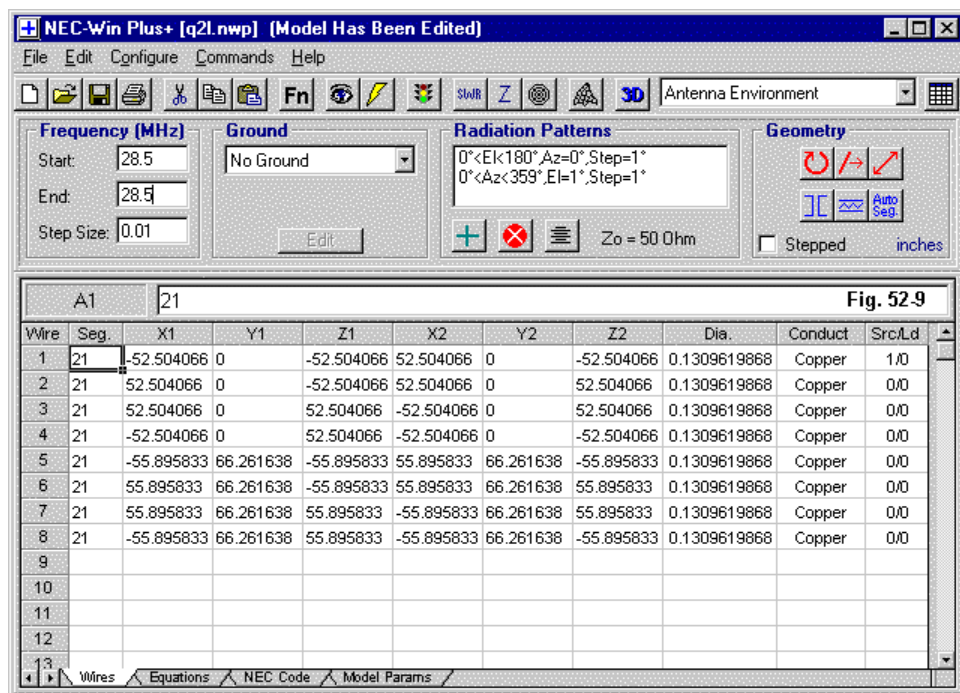 NEC-Win Plus+ [q2l.nwp] (Model Has Been Edited)
File Edit Configure Commands Help
Fn SWR Z 3D Antenna Environment
Frequency (MHz) Ground Radiation Patterns Geometry
Start: 28.5 No Ground 0°<El<180°,Az=0°,Step=1°
0°<Az<359°,El=1°,Step=1°
End: 28.5 Auto Seg.
Step Size: 0.01 Edit Zo = 50 Ohm Stepped inches
A1 21 Fig. 52-9
Wire Seg. X1 Y1 Z1 X2 Y2 Z2 Dia. Conduct Src/Ld
1 21 -52.504066 0 -52.504066 52.504066 0 -52.504066 0.1309619868 Copper 1/0
2 21 52.504066 0 -52.504066 52.504066 0 52.504066 0.1309619868 Copper 0/0
3 21 52.504066 0 52.504066 -52.504066 0 52.504066 0.1309619868 Copper 0/0
4 21 -52.504066 0 52.504066 -52.504066 0 -52.504066 0.1309619868 Copper 0/0
5 21 -55.895833 66.261638 -55.895833 55.895833 66.261638 -55.895833 0.1309619868 Copper 0/0
6 21 55.895833 66.261638 -55.895833 55.895833 66.261638 55.895833 0.1309619868 Copper 0/0
7 21 55.895833 66.261638 55.895833 -55.895833 66.261638 55.895833 0.1309619868 Copper 0/0
8 21 -55.895833 66.261638 55.895833 -55.895833 66.261638 -55.895833 0.1309619868 Copper 0/0
9
10
11
12
13
Wires Equations NEC Code Model Params